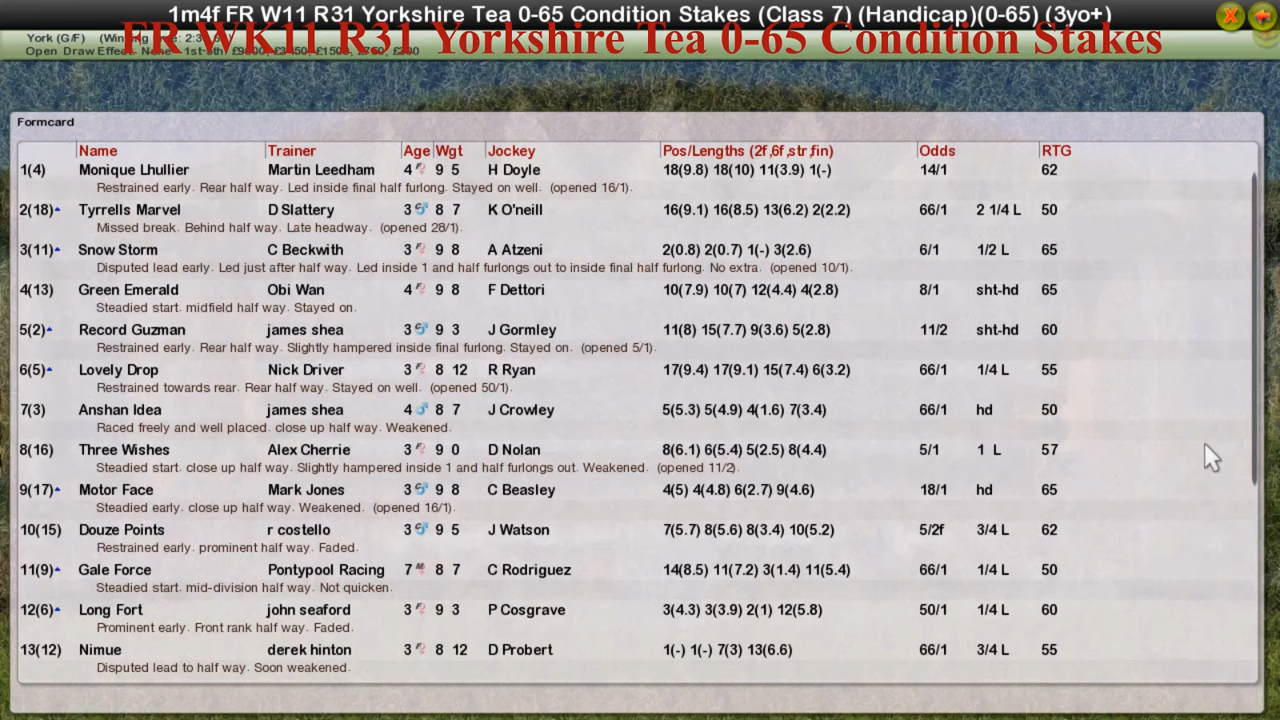 1m4f FR W11 R31 Yorkshire Tea 0-65 Condition Stakes (Class 7) (Handicap)(0-65) (3yo+)
FR WK11 R31 Yorkshire Tea 0-65 Condition Stakes
York (G/F)
Open Draw Effect: None 1st-8th
Formcard
Name Trainer Age Wgt Jockey Pos/Lengths (2f,6f,str,fin) Odds RTG
1(4) Monique Lhullier Martin Leedham 4 9 5 H Doyle 18(9.8) 18(10) 11(3.9) 1(-) 14/1 62
Restrained early. Rear half way. Led inside final half furlong. Stayed on well. (opened 16/1).
2(18) Tyrrells Marvel D Slattery 3 8 7 K O'neill 16(9.1) 16(8.5) 13(6.2) 2(2.2) 66/1 2 1/4 L 50
Missed break. Behind half way. Late headway. (opened 28/1).
3(11) Snow Storm C Beckwith 3 9 8 A Atzeni 2(0.8) 2(0.7) 1(-) 3(2.6) 6/1 1/2 L 65
Disputed lead early. Led just after half way. Led inside 1 and half furlongs out to inside final half furlong. No extra. (opened 10/1).
4(13) Green Emerald Obi Wan 4 9 8 F Dettori 10(7.9) 10(7) 12(4.4) 4(2.8) 8/1 sht-hd 65
Steadied start. midfield half way. Stayed on.
5(2) Record Guzman james shea 3 9 3 J Gormley 11(8) 15(7.7) 9(3.6) 5(2.8) 11/2 sht-hd 60
Restrained early. Rear half way. Slightly hampered inside final furlong. Stayed on. (opened 5/1).
6(5) Lovely Drop Nick Driver 3 8 12 R Ryan 17(9.4) 17(9.1) 15(7.4) 6(3.2) 66/1 1/4 L 55
Restrained towards rear. Rear half way. Stayed on well. (opened 50/1).
7(3) Anshan Idea james shea 4 8 7 J Crowley 5(5.3) 5(4.9) 4(1.6) 7(3.4) 66/1 hd 50
Raced freely and well placed. close up half way. Weakened.
8(16) Three Wishes Alex Cherrie 3 9 0 D Nolan 8(6.1) 6(5.4) 5(2.5) 8(4.4) 5/1 1 L 57
Steadied start. close up half way. Slightly hampered inside 1 and half furlongs out. Weakened. (opened 11/2).
9(17) Motor Face Mark Jones 3 9 8 C Beasley 4(5) 4(4.8) 6(2.7) 9(4.6) 18/1 hd 65
Steadied early. close up half way. Weakened. (opened 16/1).
10(15) Douze Points r costello 3 9 5 J Watson 7(5.7) 8(5.6) 8(3.4) 10(5.2) 5/2f 3/4 L 62
Restrained early. prominent half way. Faded.
11(9) Gale Force Pontypool Racing 7 8 7 C Rodriguez 14(8.5) 11(7.2) 3(1.4) 11(5.4) 66/1 1/4 L 50
Steadied start. mid-division half way. Not quicken.
12(6) Long Fort john seaford 3 9 3 P Cosgrave 3(4.3) 3(3.9) 2(1) 12(5.8) 50/1 1/4 L 60
Prominent early. Front rank half way. Faded.
13(12) Nimue derek hinton 3 8 12 D Probert 1(-) 1(-) 7(3) 13(6.6) 66/1 3/4 L 55
Disputed lead to half way. Soon weakened.